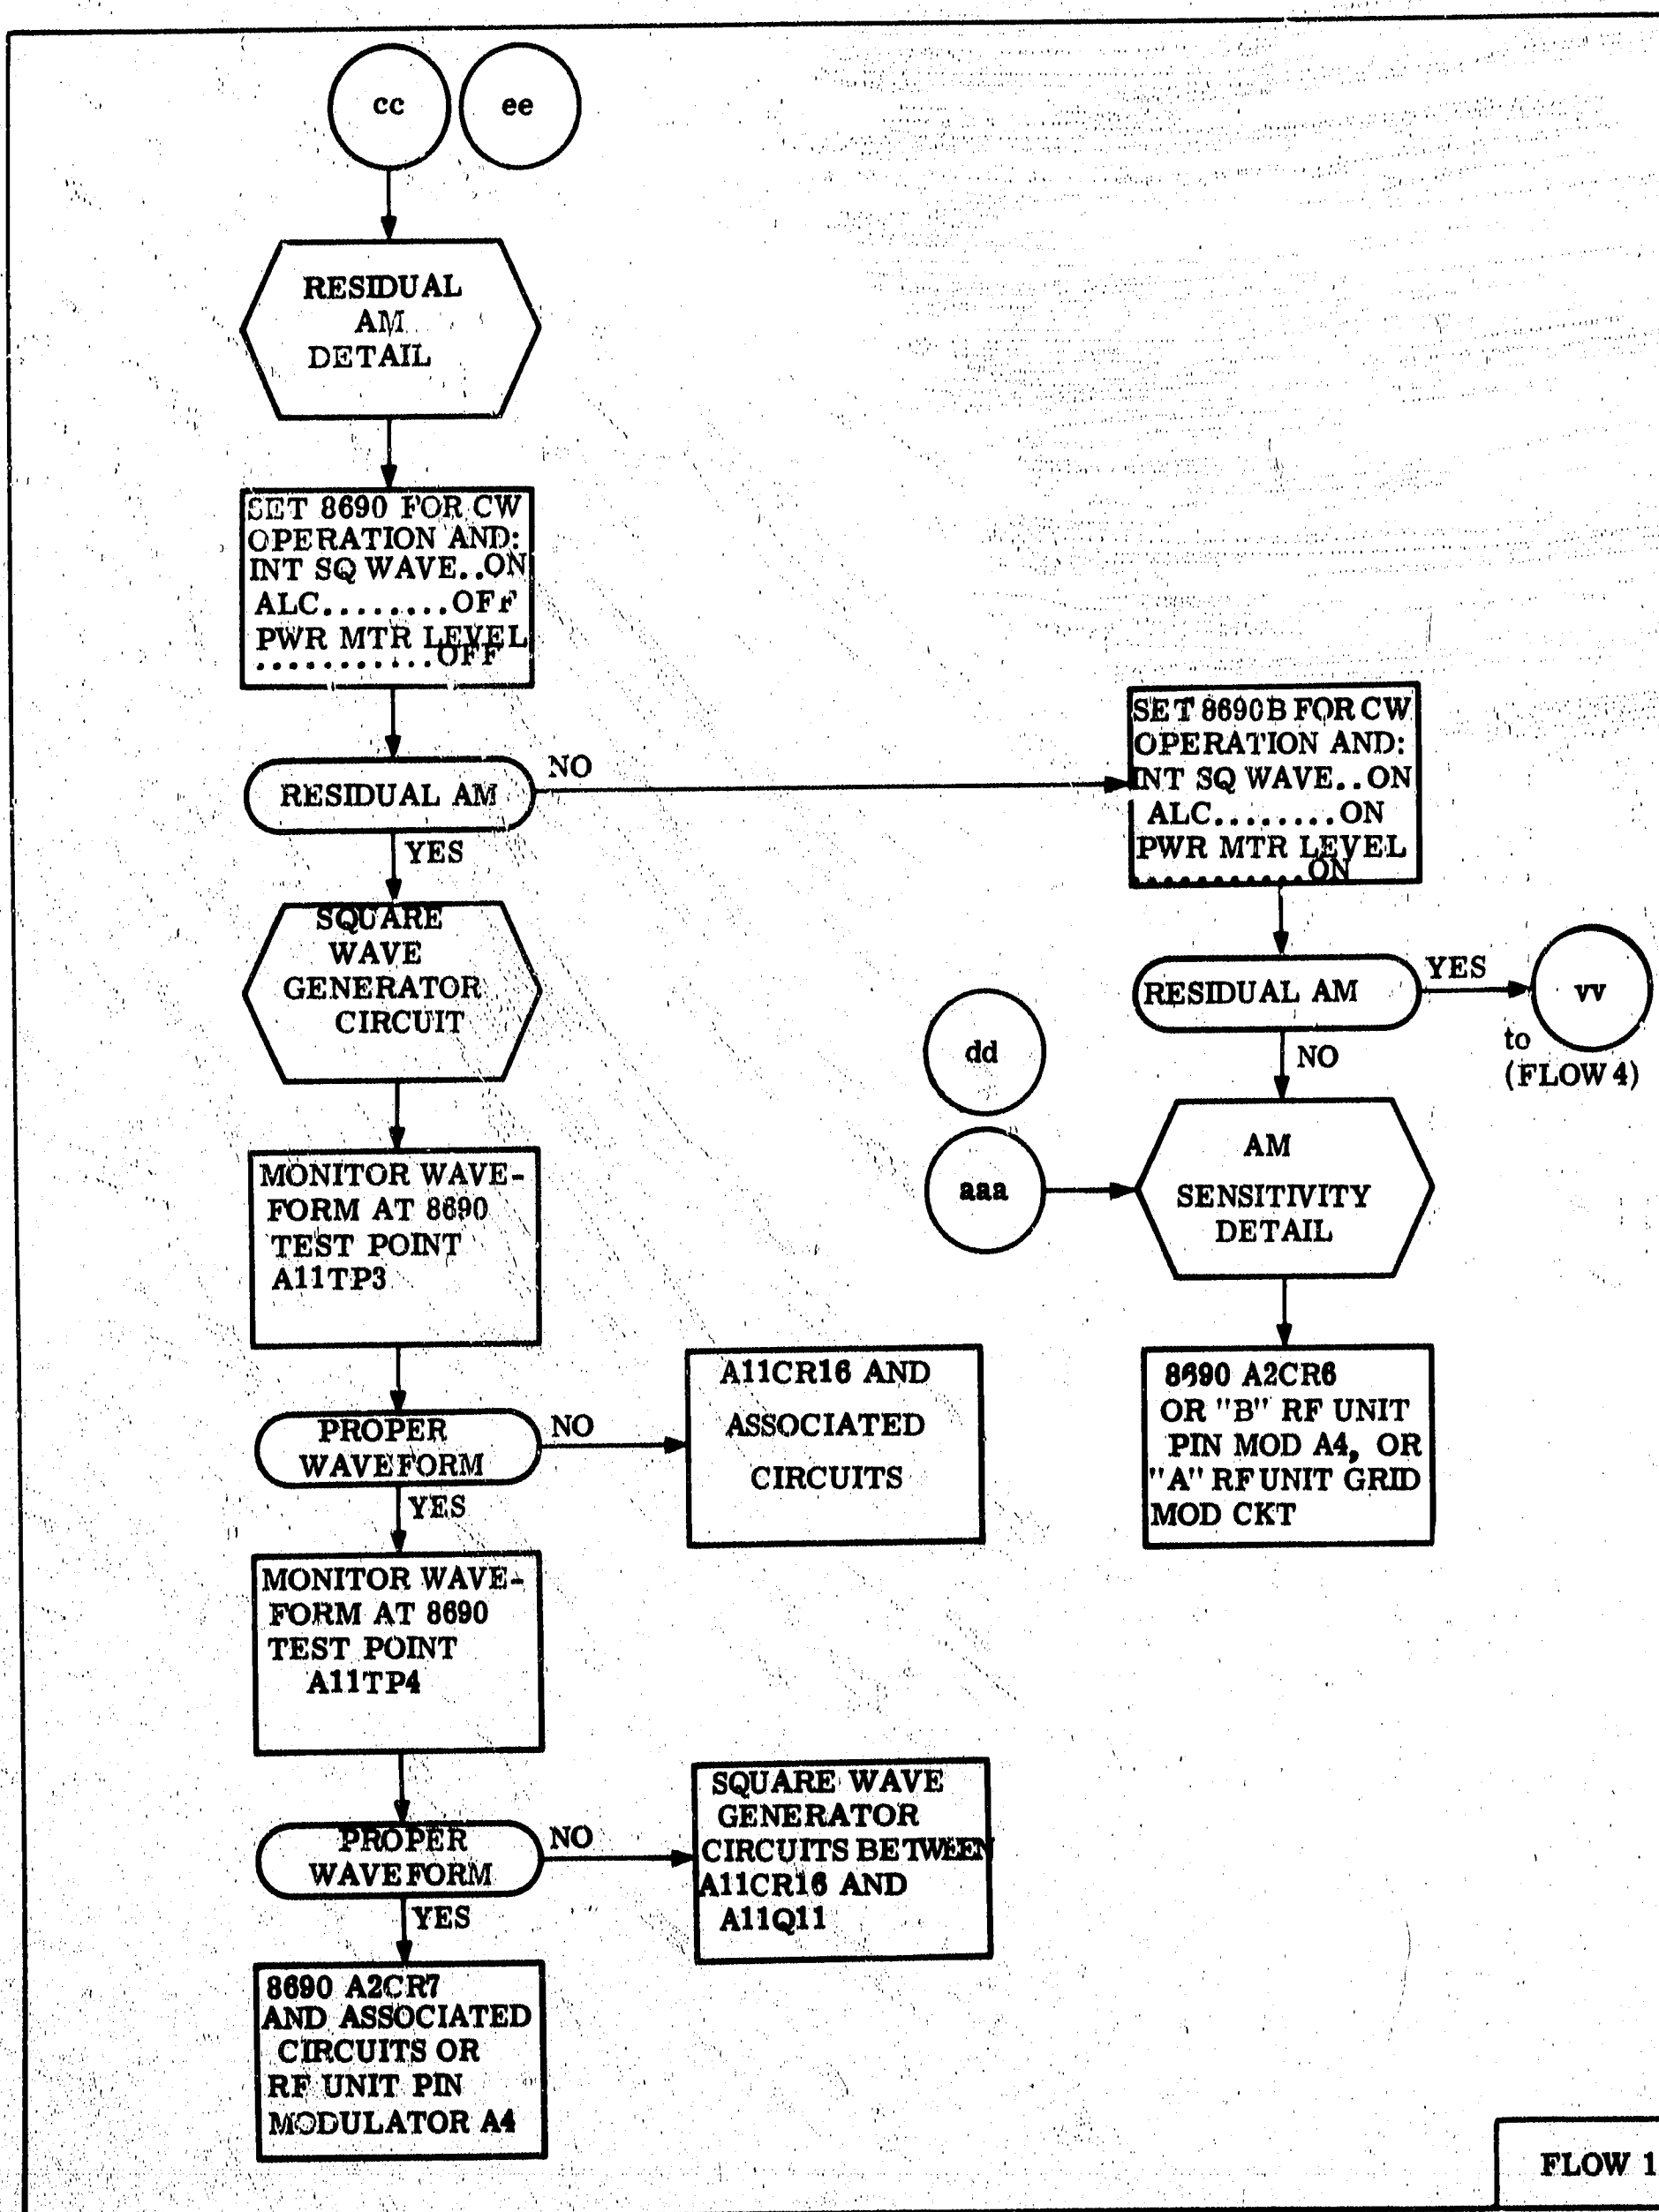 cc
ee
RESIDUAL
AM
DETAIL
SET 8690 FOR CW
OPERATION AND:
INT SQ WAVE..ON
ALC........OFF
PWR MTR LEVEL
...........OFF
RESIDUAL AM
NO
YES
SQUARE
WAVE
GENERATOR
CIRCUIT
MONITOR WAVE-
FORM AT 8690
TEST POINT
A11TP3
PROPER
WAVEFORM
NO
A11CR16 AND
ASSOCIATED
CIRCUITS
YES
MONITOR WAVE-
FORM AT 8690
TEST POINT
A11TP4
PROPER
WAVEFORM
NO
SQUARE WAVE
GENERATOR
CIRCUITS BETWEEN
A11CR16 AND
A11Q11
YES
8690 A2CR7
AND ASSOCIATED
CIRCUITS OR
RF UNIT PIN
MODULATOR A4
SET 8690B FOR CW
OPERATION AND:
INT SQ WAVE..ON
ALC........ON
PWR MTR LEVEL
..........ON
RESIDUAL AM
YES
vv
to
(FLOW 4)
NO
dd
aaa
AM
SENSITIVITY
DETAIL
8690 A2CR6
OR "B" RF UNIT
PIN MOD A4, OR
"A" RF UNIT GRID
MOD CKT
FLOW 1